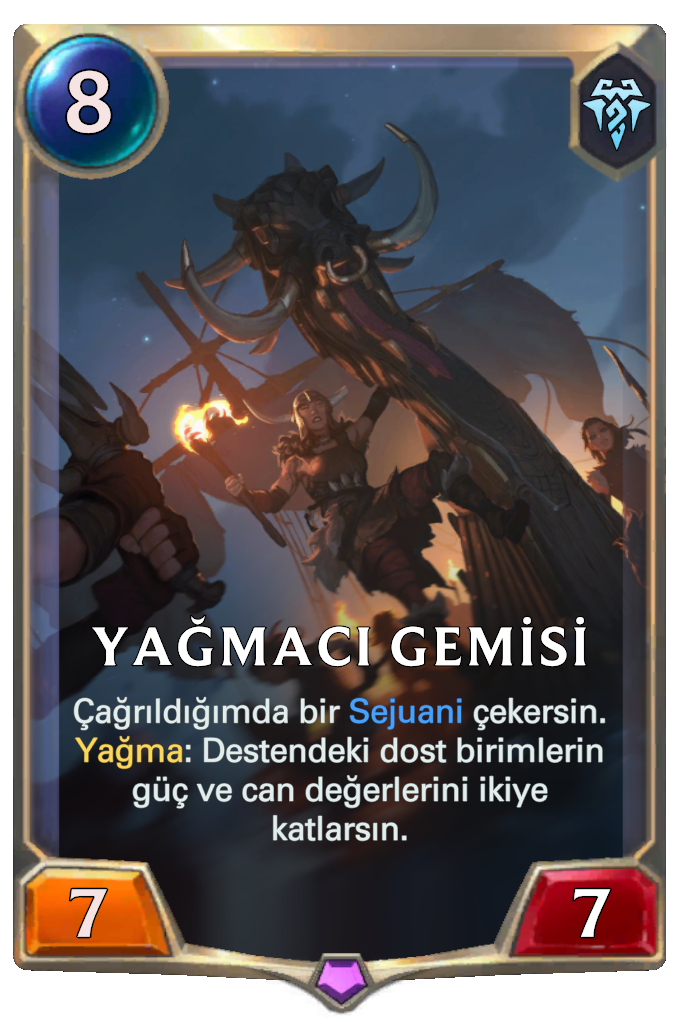 8
YAĞMACI GEMİSİ
Çağrıldığımda bir Sejuani çekersin.
Yağma: Destendeki dost birimlerin
güç ve can değerlerini ikiye
katlarsın.
7
7